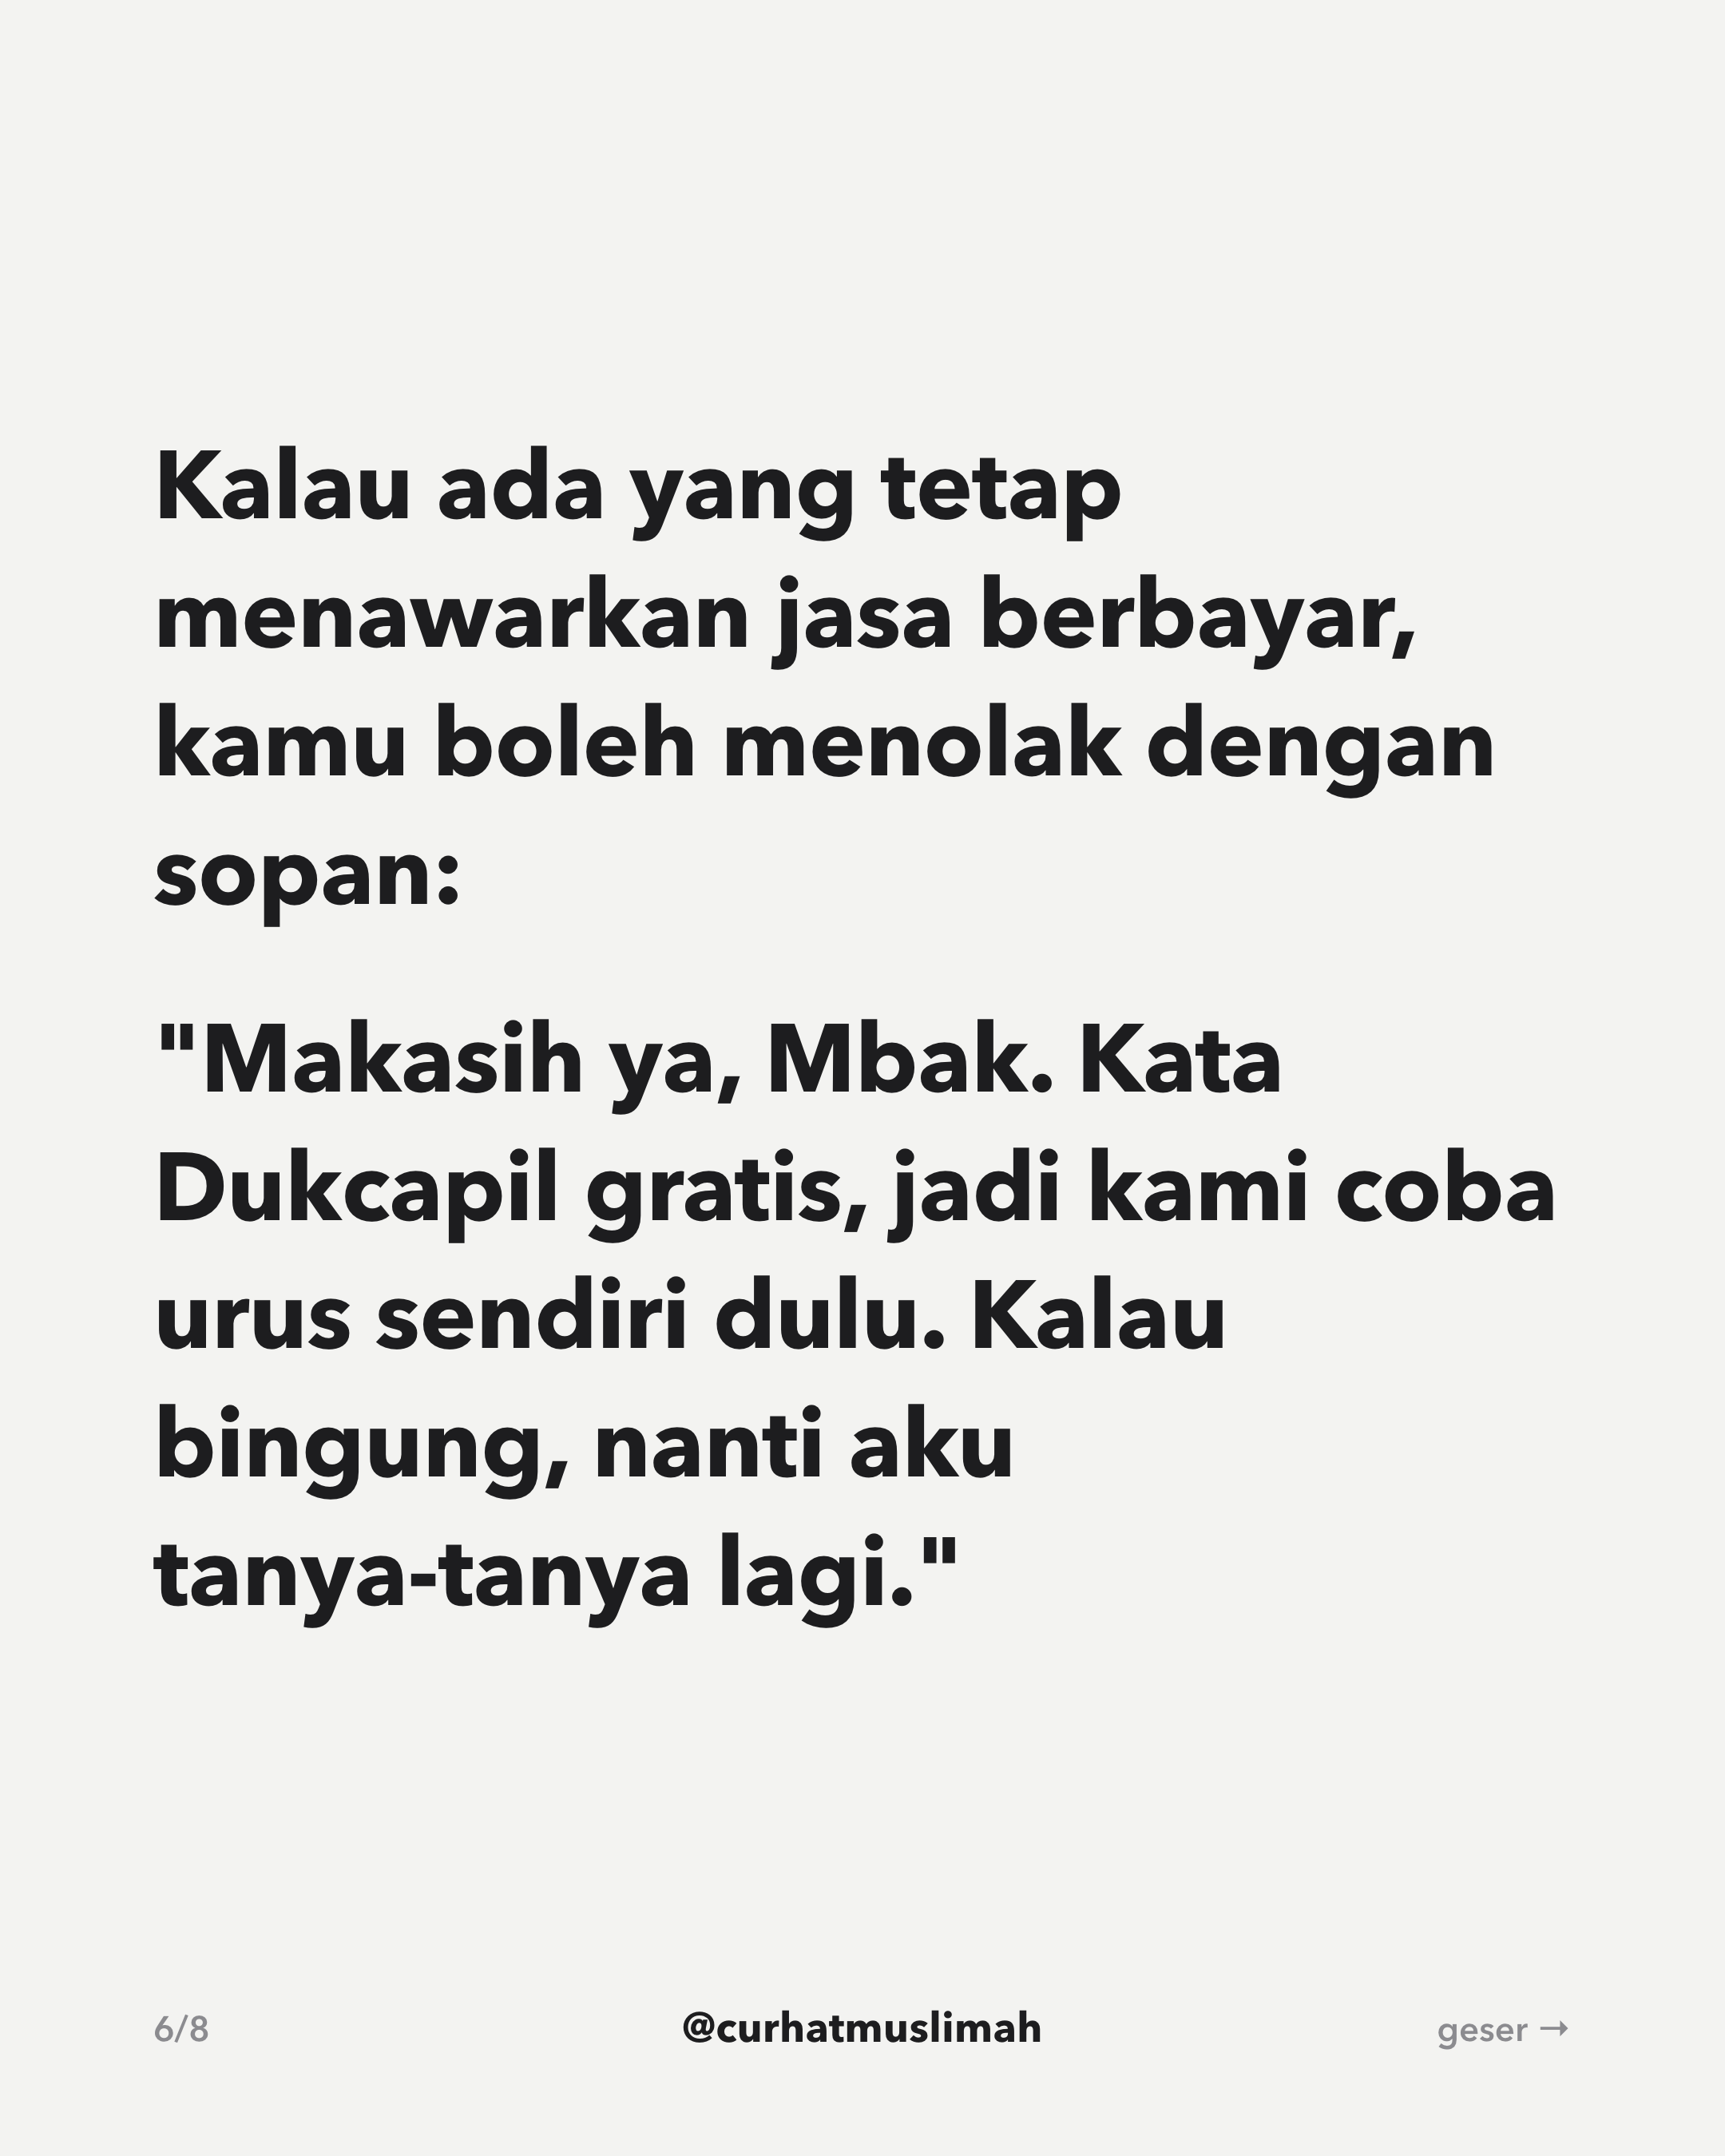 Kalau ada yang tetap
menawarkan jasa berbayar,
kamu boleh menolak dengan
sopan:
"Makasih ya, Mbak. Kata
Dukcapil gratis, jadi kami coba
urus sendiri dulu. Kalau
bingung, nanti aku
tanya-tanya lagi."
6/8
@curhatmuslimah
geser →